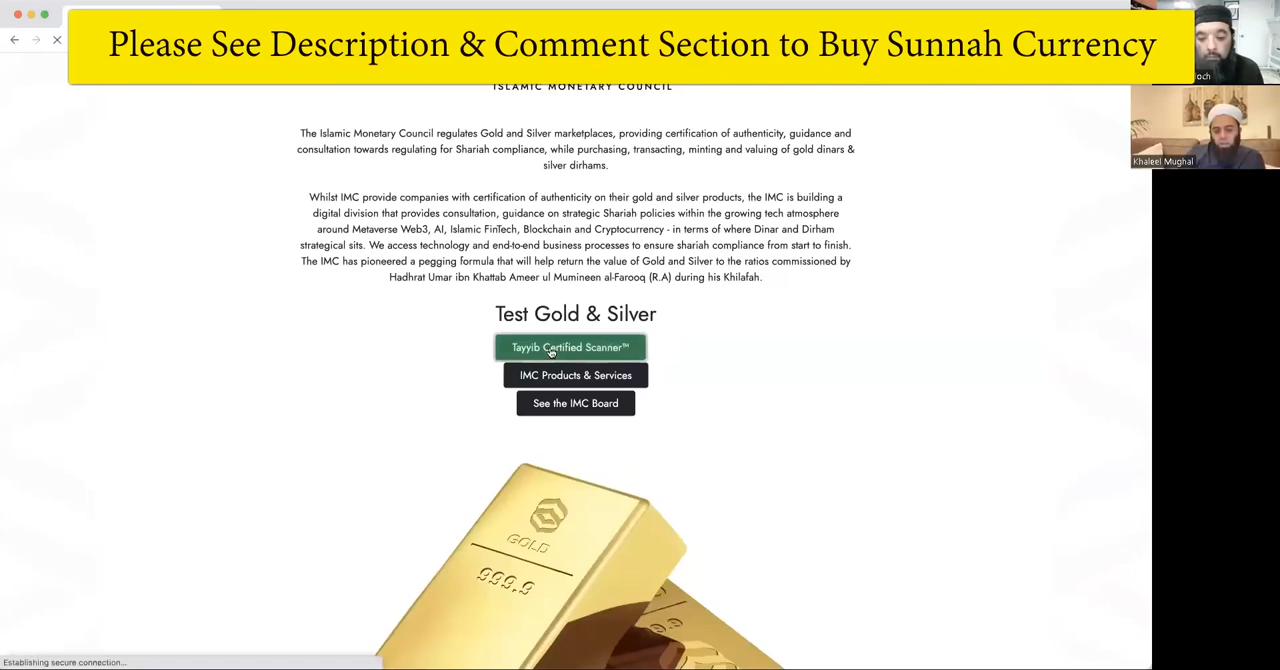 Please See Description & Comment Section to Buy Sunnah Currency
och
ISLAMIC MONETARY COUNCIL
The Islamic Monetary Council regulates Gold and Silver marketplaces, providing certification of authenticity, guidance and
consultation towards regulating for Shariah compliance, while purchasing, transacting, minting and valuing of gold dinars &
silver dirhams.
Khaleel Mughal
Whilst IMC provide companies with certification of authenticity on their gold and silver products, the IMC is building a
digital division that provides consultation, guidance on strategic Shariah policies within the growing tech atmosphere
around Metaverse Web3, AI, Islamic FinTech, Blockchain and Cryptocurrency - in terms of where Dinar and Dirham
strategical sits. We access technology and end-to-end business processes to ensure shariah compliance from start to finish.
The IMC has pioneered a pegging formula that will help return the value of Gold and Silver to the ratios commissioned by
Hadhrat Umar ibn Khattab Ameer ul Mumineen al-Farooq (R.A) during his Khilafah.
Test Gold & Silver
Tayyib Certified Scanner™
IMC Products & Services
See the IMC Board
GOLD
999.9
Establishing secure connection...